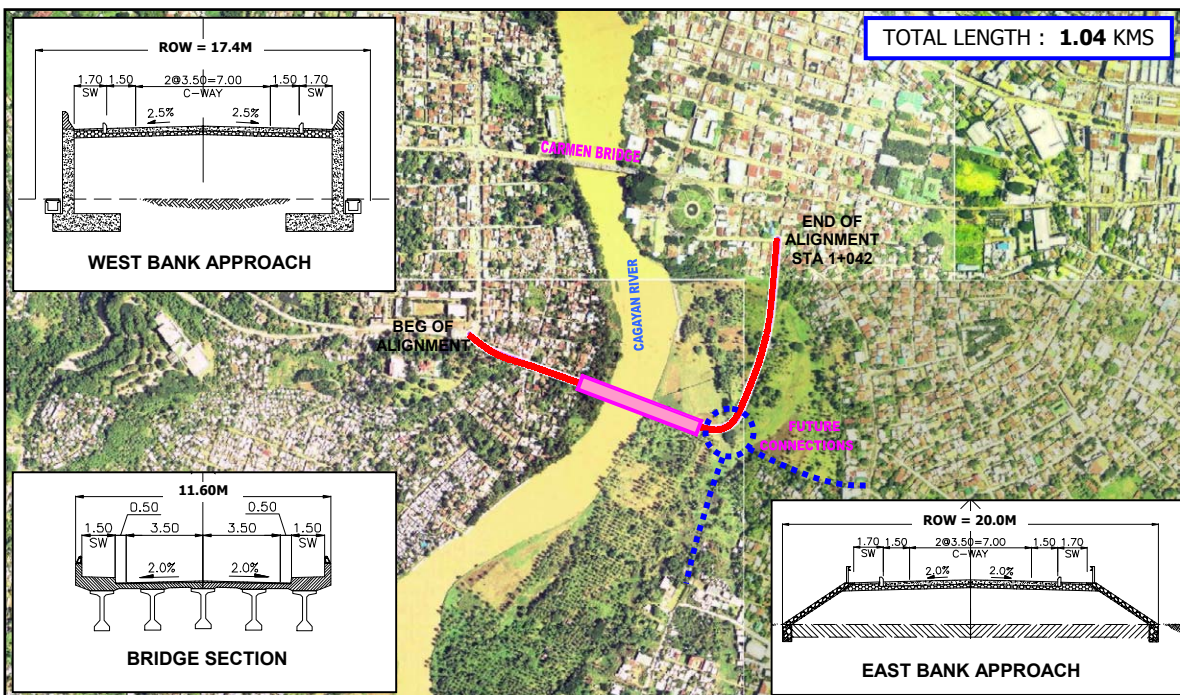 TOTAL LENGTH : 1.04 KMS
ROW = 17.4M
1.70 1.50 2@3.50=7.00 1.50 1.70
SW C-WAY SW
2.5% 2.5%
WEST BANK APPROACH
CARMEN BRIDGE
END OF
ALIGNMENT
STA 1+042
CAGAYAN RIVER
BEG OF
ALIGNMENT
FUTURE
CONNECTIONS
11.60M
0.50 0.50
1.50 3.50 3.50 1.50
SW SW
2.0% 2.0%
BRIDGE SECTION
ROW = 20.0M
1.70 1.50 2@3.50=7.00 1.50 1.70
SW C-WAY SW
2.0% 2.0%
EAST BANK APPROACH